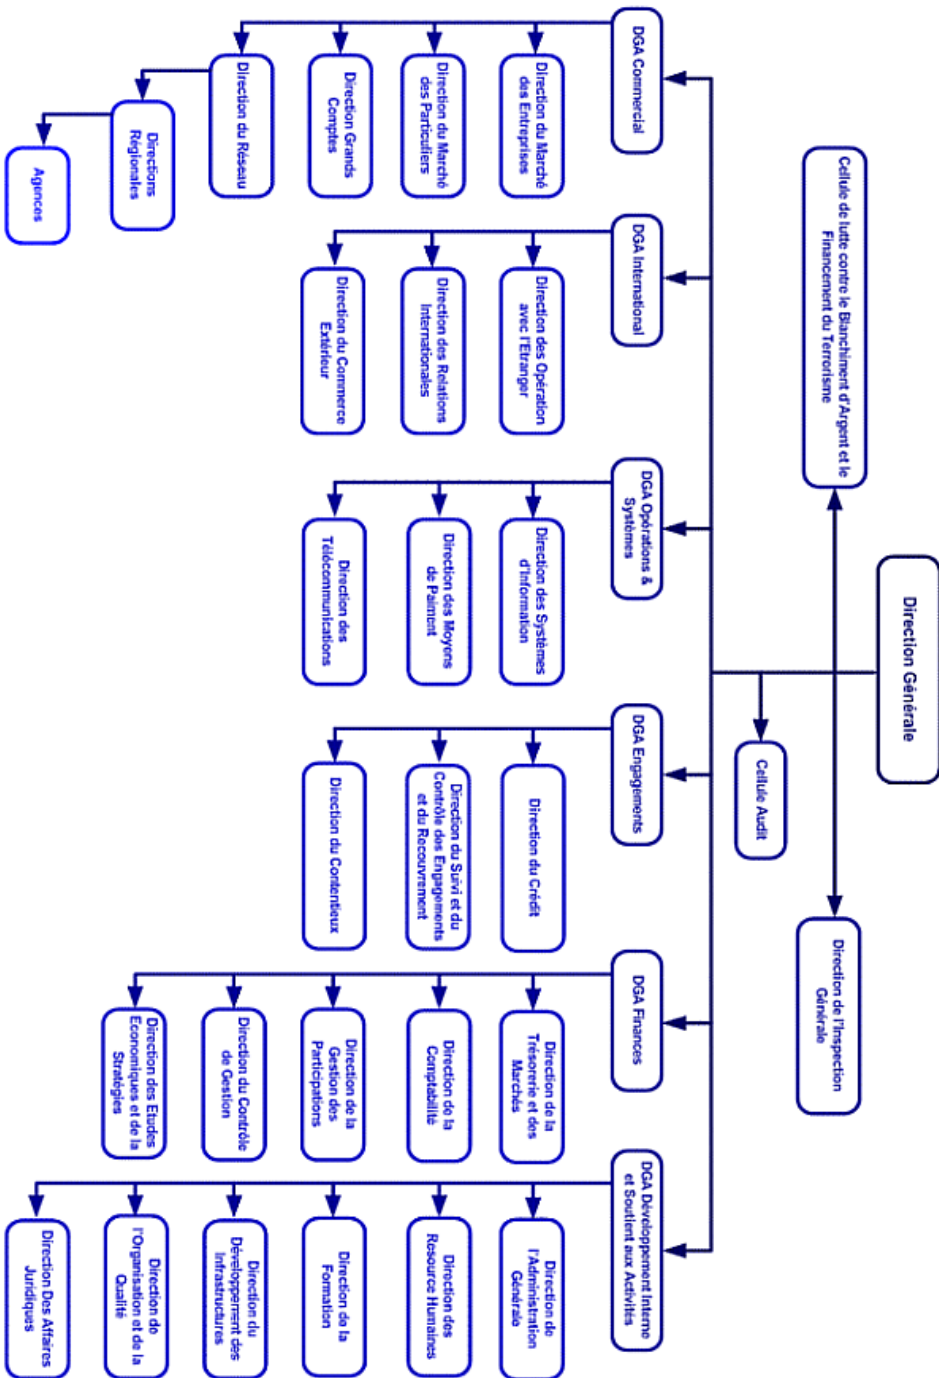 Direction Générale
Cellule de lutte contre le Blanchiment d'Argent et le
Financement du Terrorisme
Direction de l'Inspection
Générale
Cellule Audit
DGA Commercial
Direction du Marché
des Entreprises
Direction du Marché
des Particuliers
Direction Grands
Comptes
Direction du Réseau
Directions
Régionales
Agences
DGA International
Direction des Opération
avec l'Etranger
Direction des Relations
Internationales
Direction du Commerce
Extérieur
DGA Opérations &
Systèmes
Direction des Systèmes
d'Information
Direction des Moyens
de Paiment
Direction des
Télécommunications
DGA Engagements
Direction du Crédit
Direction du Suivi et du
Contrôle des Engagements
et du Recouvrement
Direction du Contentieux
DGA Finances
Direction de la
Trésorerie et des
Marchés
Direction de la
Comptabilité
Direction de la
Gestion des
Participations
Direction du Contrôle
de Gestion
Direction des Etudes
Economiques et de la
Stratégies
DGA Développement Interne
et Soutient aux Activités
Direction de
l'Administration
Générale
Direction des
Resource Humaines
Direction de la
Formation
Direction du
Développement des
Infrastructures
Direction de
l'Organisation et de la
Qualité
Direction Des Affaires
Juridiques